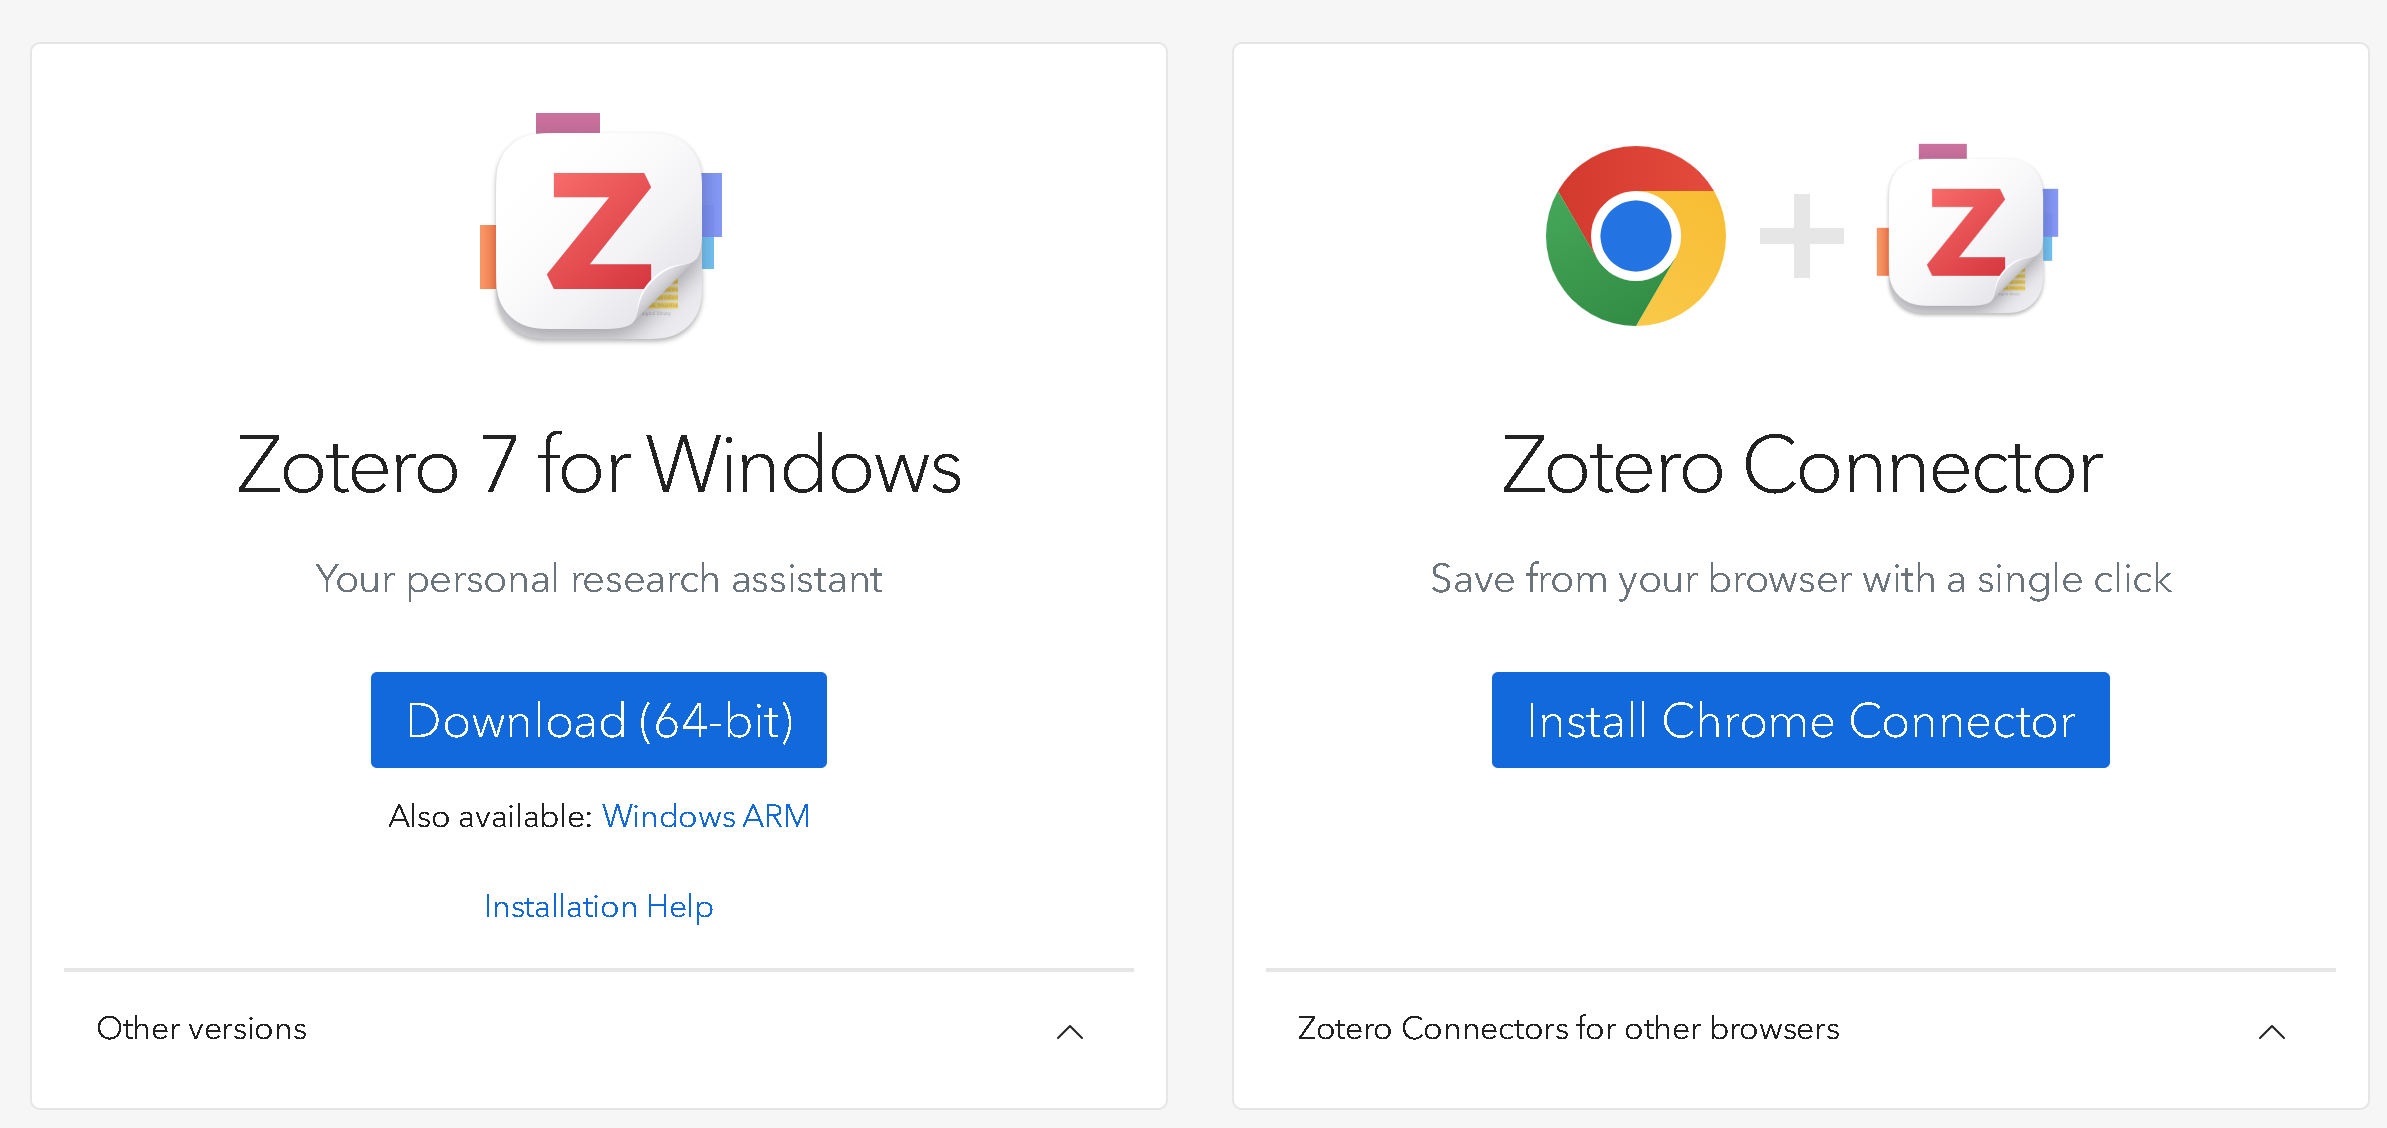 Z
Zotero 7 for Windows
Your personal research assistant
Download (64-bit)
Also available: Windows ARM
Installation Help
Other versions
Z
Zotero Connector
Save from your browser with a single click
Install Chrome Connector
Zotero Connectors for other browsers